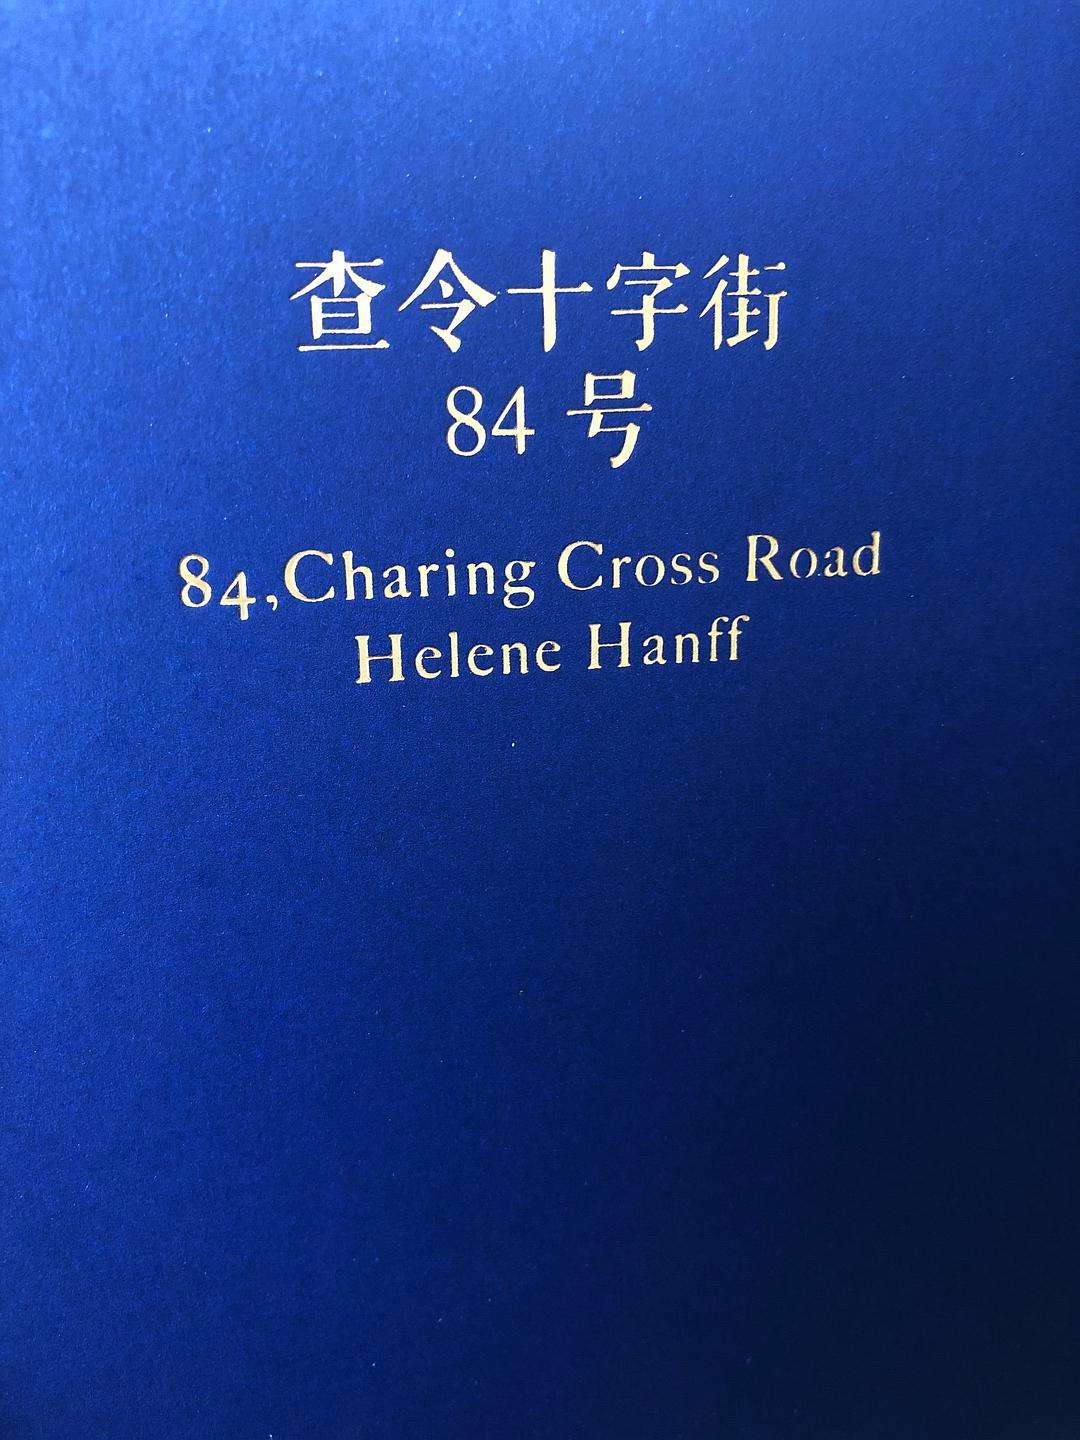 查令十字街
84 号
84,Charing Cross Road
Helene Hanff